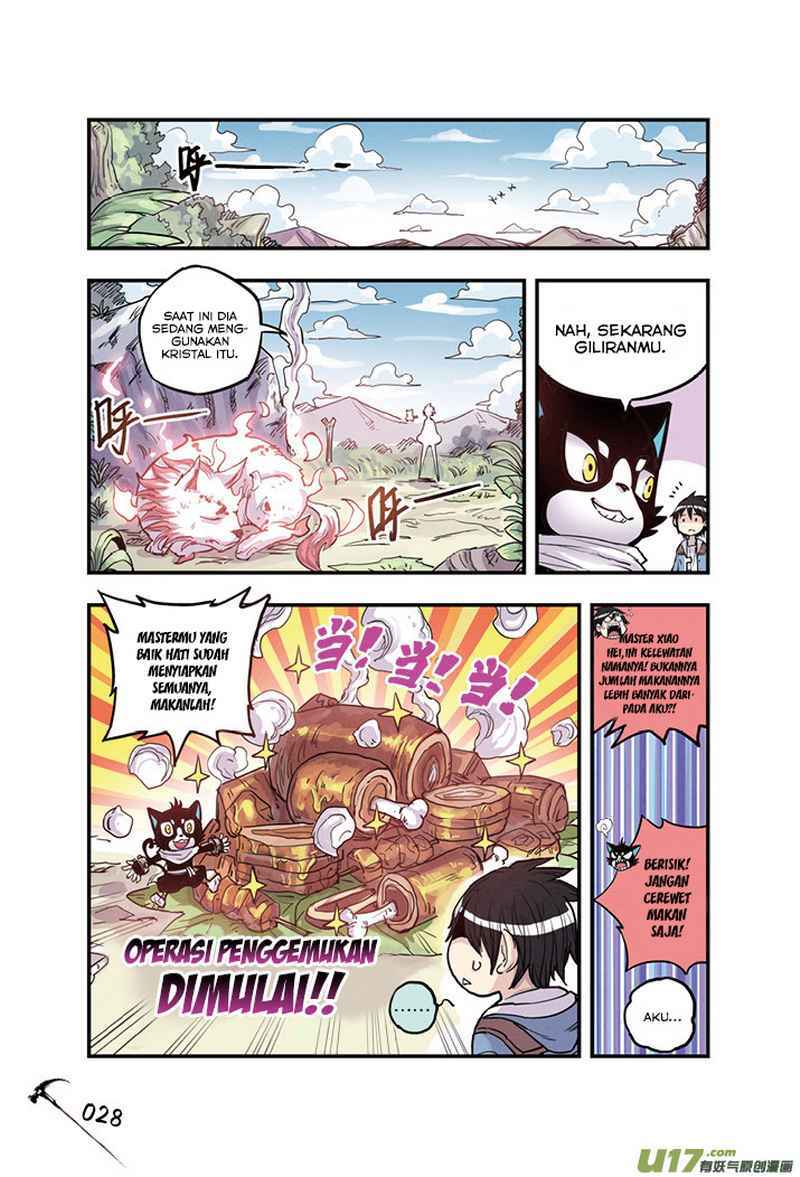 呼
SAAT INI DIA
SEDANG MENG-
GUNAKAN
KRISTAL ITU.
呼
呼
NAH, SEKARANG
GILIRANMU.
MASTERMU YANG
BAIK HATI SUDAH
MENYIAPKAN
SEMUANYA,
MAKANLAH!
当!当!当!
OPERASI PENGGEMUKAN
DIMULAI!!
......
MASTER XIAO
HEI, INI KELEWATAN
NAMANYA! BUKANNYA
JUMLAH MAKANANNYA
LEBIH BANYAK DARI-
PADA AKU?!
BERISIK!
JANGAN
CEREWET
MAKAN
SAJA!
AKU...
028
U17.com
有妖气原创漫画